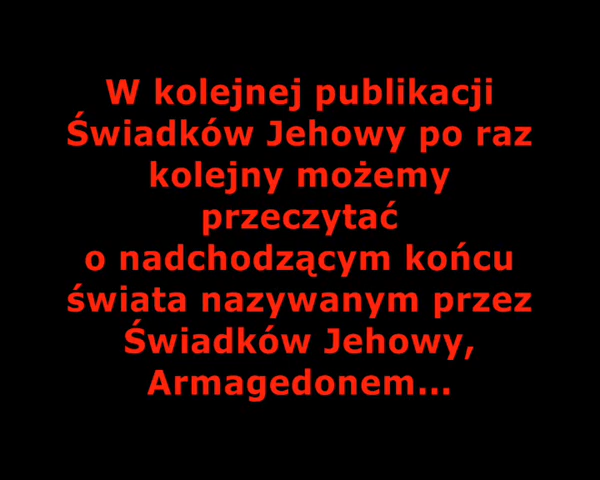 W kolejnej publikacji
Świadków Jehowy po raz
kolejny możemy
przeczytać
o nadchodzącym końcu
świata nazywanym przez
Świadków Jehowy,
Armagedonem...